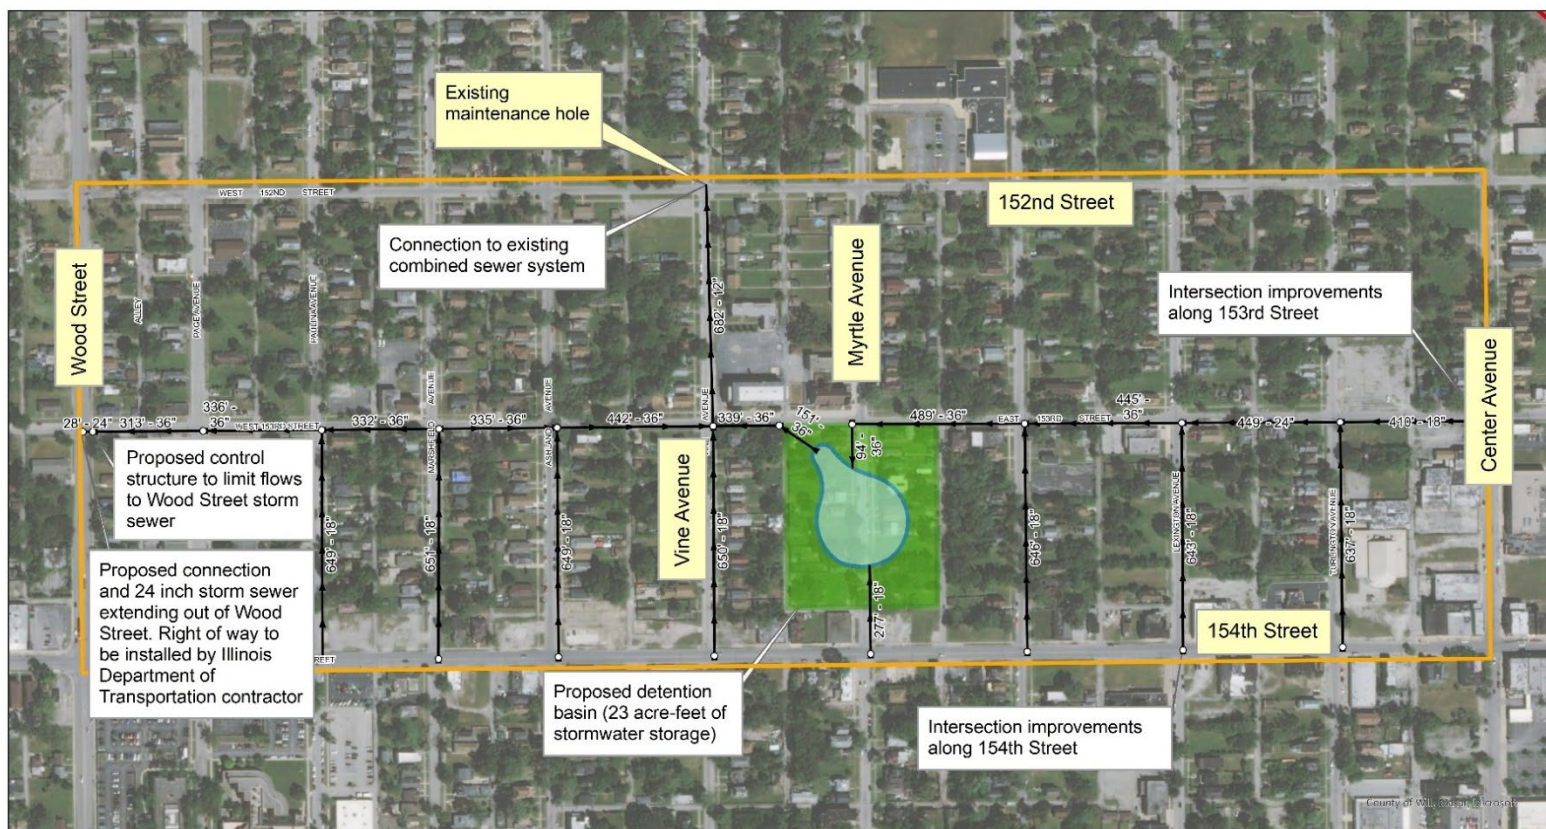 Existing
maintenance hole
WEST 152ND STREET
152nd Street
Connection to existing
combined sewer system
Wood Street
ALLEY
PAGE AVENUE
PAULINA AVENUE
682' - 12"
Myrtle Avenue
Intersection improvements
along 153rd Street
Center Avenue
28' - 24"
313' - 36"
336' -
36"
WEST 153RD STREET
332' - 36"
MARSHFIELD AVENUE
335' - 36"
ASHLAND AVENUE
442' - 36"
AVENUE
339' - 36"
151' -
36"
94' -
36"
489' - 36"
EAST 153RD STREET
445' -
36"
449' - 24"
410' - 18"
Proposed control
structure to limit flows
to Wood Street storm
sewer
Vine Avenue
649' - 18"
651' - 18"
649' - 18"
650' - 18"
277' - 18"
646' - 18"
LEXINGTON AVENUE
643' - 18"
TURLINGTON AVENUE
637' - 18"
Proposed connection
and 24 inch storm sewer
extending out of Wood
Street. Right of way to
be installed by Illinois
Department of
Transportation contractor
154th Street
Proposed detention
basin (23 acre-feet of
stormwater storage)
Intersection improvements
along 154th Street
County of Will, Microsoft